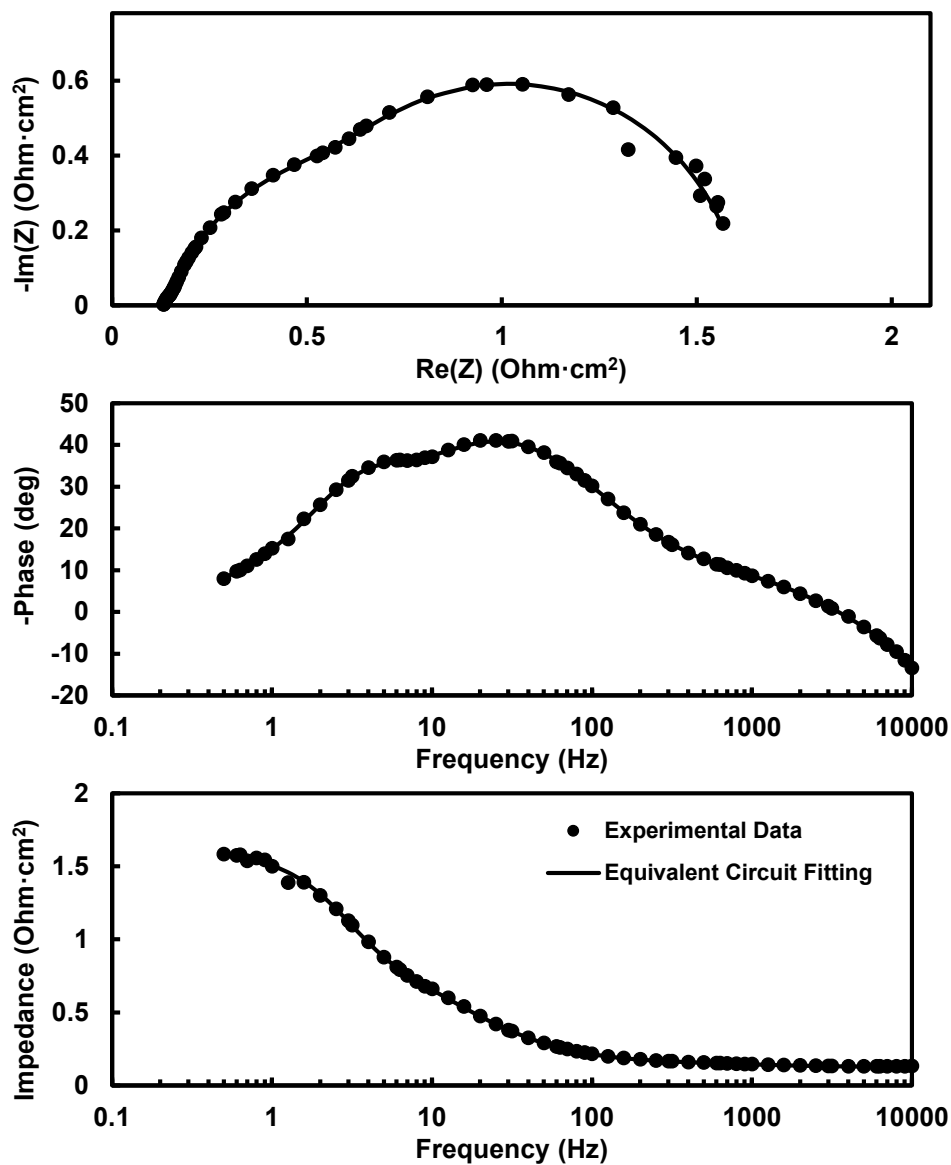 0.6
0.4
0.2
0
-Im(Z) (Ohm·cm²)
0 0.5 1 1.5 2
Re(Z) (Ohm·cm²)
50
40
30
20
10
0
-10
-20
-Phase (deg)
0.1 1 10 100 1000 10000
Frequency (Hz)
2
1.5
1
0.5
0
Impedance (Ohm·cm²)
Experimental Data
Equivalent Circuit Fitting
0.1 1 10 100 1000 10000
Frequency (Hz)